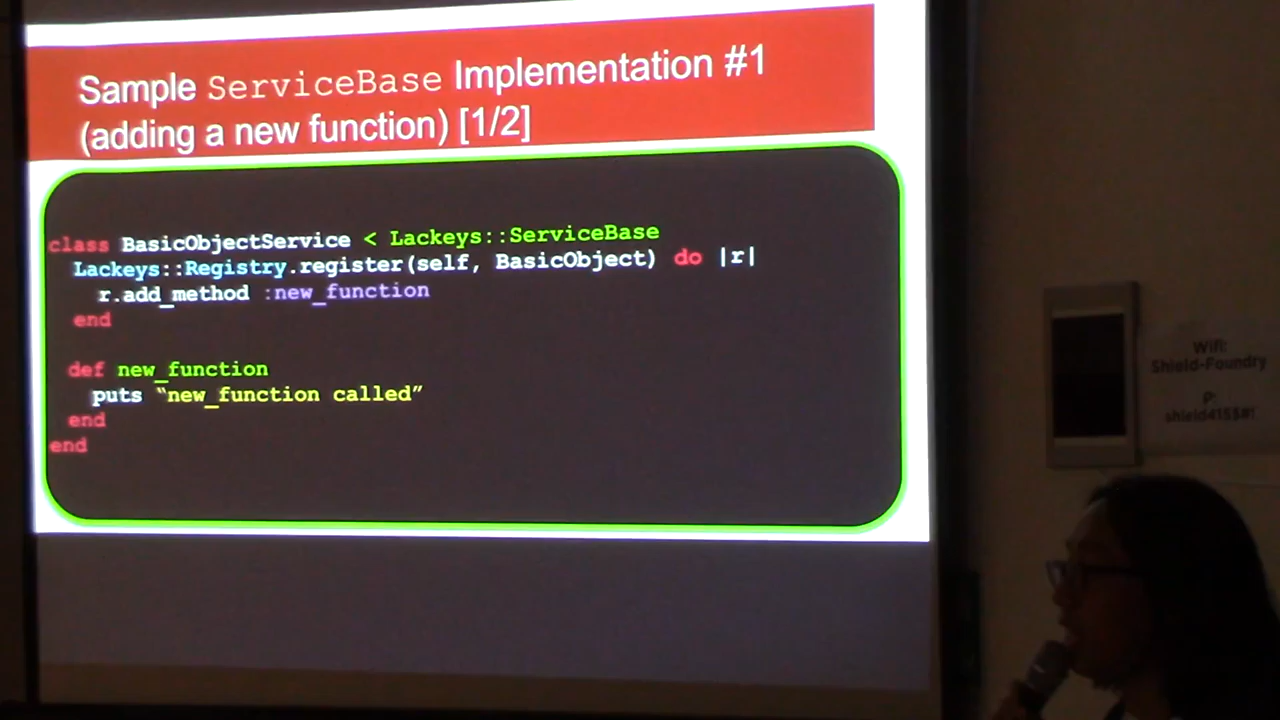 Sample ServiceBase Implementation #1
(adding a new function) [1/2]
class BasicObjectService < Lackeys::ServiceBase
Lackeys::Registry.register(self, BasicObject) do |r|
r.add_method :new_function
end
def new_function
puts “new_function called”
end
end
Wifi:
Shield-Foundry
P: